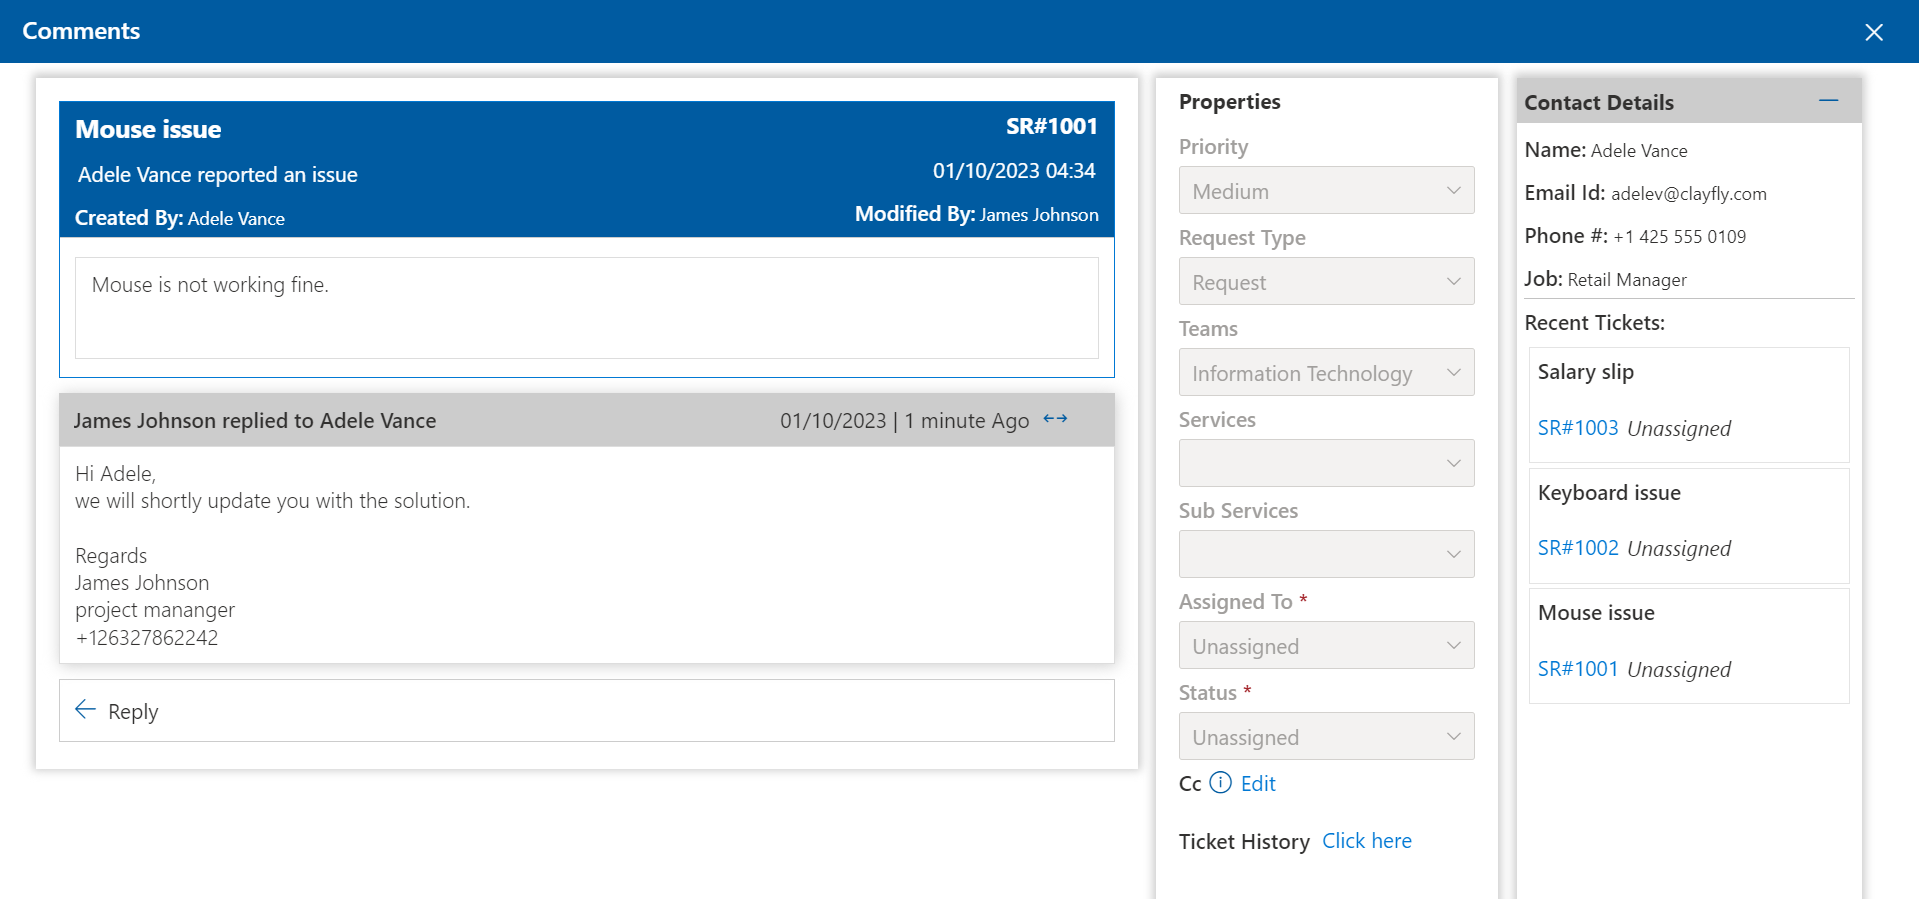 Comments
Mouse issue
SR#1001
Adele Vance reported an issue
01/10/2023 04:34
Created By: Adele Vance
Modified By: James Johnson
Mouse is not working fine.
James Johnson replied to Adele Vance
01/10/2023 | 1 minute Ago
Hi Adele,
we will shortly update you with the solution.
Regards
James Johnson
project mananger
+126327862242
Reply
Properties
Priority
Medium
Request Type
Request
Teams
Information Technology
Services
Sub Services
Assigned To *
Unassigned
Status *
Unassigned
Cc Edit
Ticket History Click here
Contact Details
Name: Adele Vance
Email Id: adelev@clayfly.com
Phone #: +1 425 555 0109
Job: Retail Manager
Recent Tickets:
Salary slip
SR#1003 Unassigned
Keyboard issue
SR#1002 Unassigned
Mouse issue
SR#1001 Unassigned